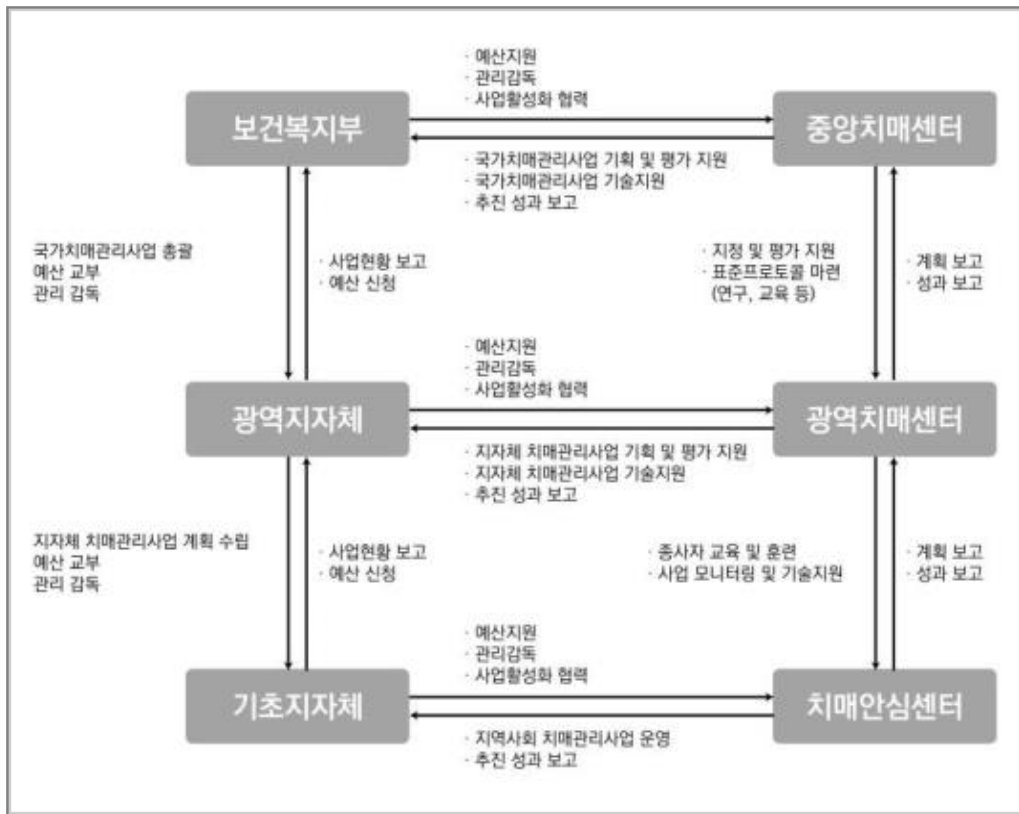 · 예산지원
· 관리감독
· 사업활성화 협력
보건복지부
중앙치매센터
· 국가치매관리사업 기획 및 평가 지원
· 국가치매관리사업 기술지원
· 추진 성과 보고
국가치매관리사업 총괄
예산 교부
관리 감독
· 사업현황 보고
· 예산 신청
· 지정 및 평가 지원
· 표준프로토콜 마련
(연구, 교육 등)
· 계획 보고
· 성과 보고
· 예산지원
· 관리감독
· 사업활성화 협력
광역지자체
광역치매센터
· 지자체 치매관리사업 기획 및 평가 지원
· 지자체 치매관리사업 기술지원
· 추진 성과 보고
지자체 치매관리사업 계획 수립
예산 교부
관리 감독
· 사업현황 보고
· 예산 신청
· 종사자 교육 및 훈련
· 사업 모니터링 및 기술지원
· 계획 보고
· 성과 보고
· 예산지원
· 관리감독
· 사업활성화 협력
기초지자체
치매안심센터
· 지역사회 치매관리사업 운영
· 추진 성과 보고